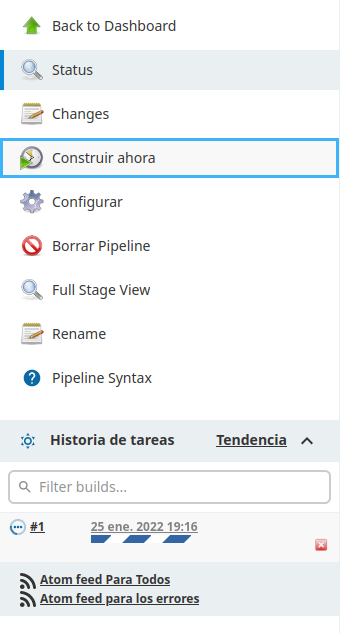 Back to Dashboard
Status
Changes
Construir ahora
Configurar
Borrar Pipeline
Full Stage View
Rename
Pipeline Syntax
Historia de tareas Tendencia
Filter builds...
#1 25 ene. 2022 19:16
Atom feed Para Todos
Atom feed para los errores